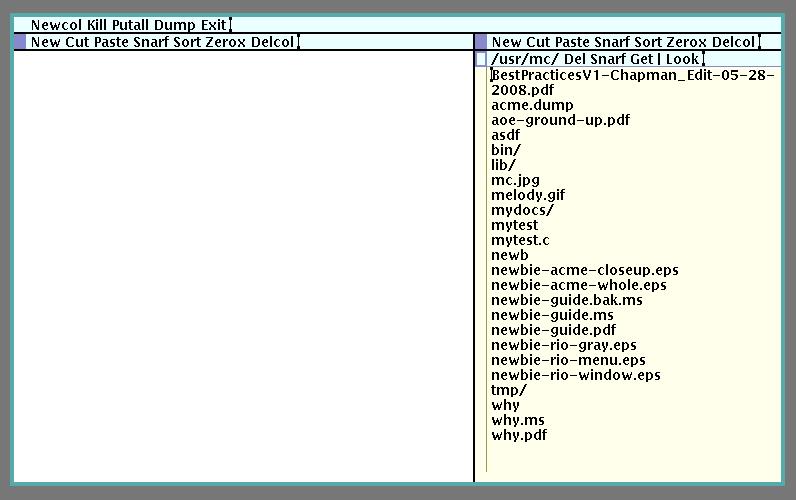 Newcol Kill Putall Dump Exit
New Cut Paste Snarf Sort Zerox Delcol
New Cut Paste Snarf Sort Zerox Delcol
/usr/mc/ Del Snarf Get | Look
BestPracticesV1-Chapman_Edit-05-28-
2008.pdf
acme.dump
aoe-ground-up.pdf
asdf
bin/
lib/
mc.jpg
melody.gif
mydocs/
mytest
mytest.c
newb
newbie-acme-closeup.eps
newbie-acme-whole.eps
newbie-guide.bak.ms
newbie-guide.ms
newbie-guide.pdf
newbie-rio-gray.eps
newbie-rio-menu.eps
newbie-rio-window.eps
tmp/
why
why.ms
why.pdf